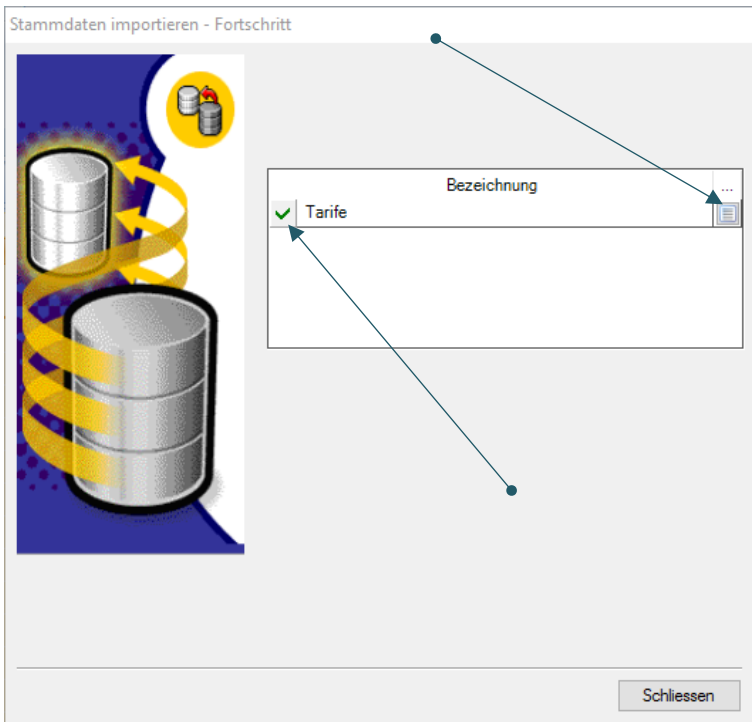 Stammdaten importieren - Fortschritt
Bezeichnung ...
Tarife
Schliessen